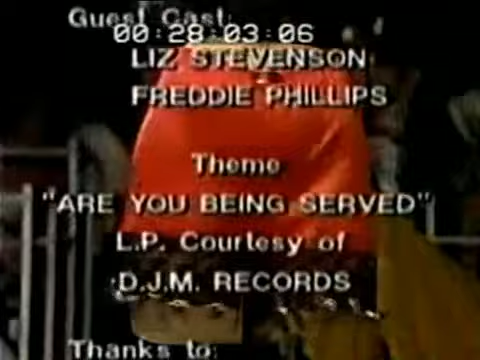 Guest Cast:
00:28:03:06
LIZ STEVENSON
FREDDIE PHILLIPS
Theme
"ARE YOU BEING SERVED"
L.P. Courtesy of
D.J.M. RECORDS
Thanks to: